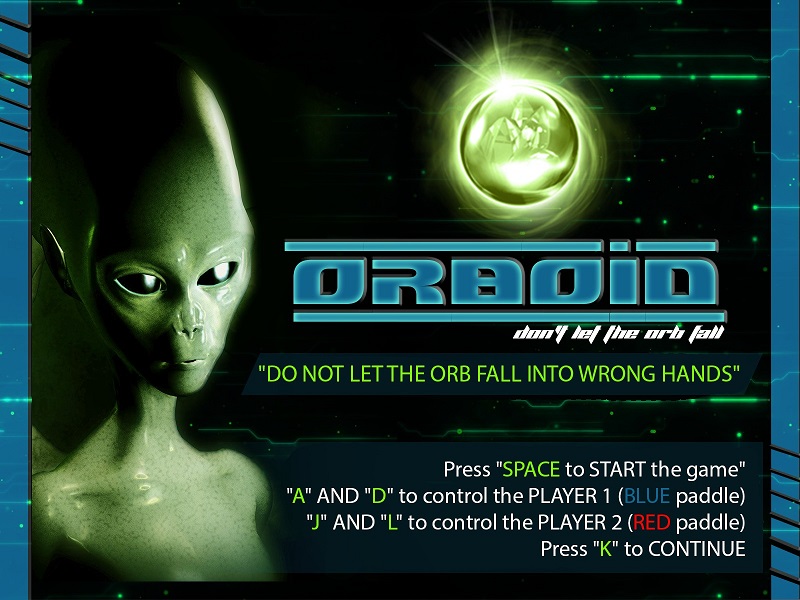 ORBOID
don't let the orb fall
"DO NOT LET THE ORB FALL INTO WRONG HANDS"
Press "SPACE to START the game"
"A" AND "D" to control the PLAYER 1 (BLUE paddle)
"J" AND "L" to control the PLAYER 2 (RED paddle)
Press "K" to CONTINUE